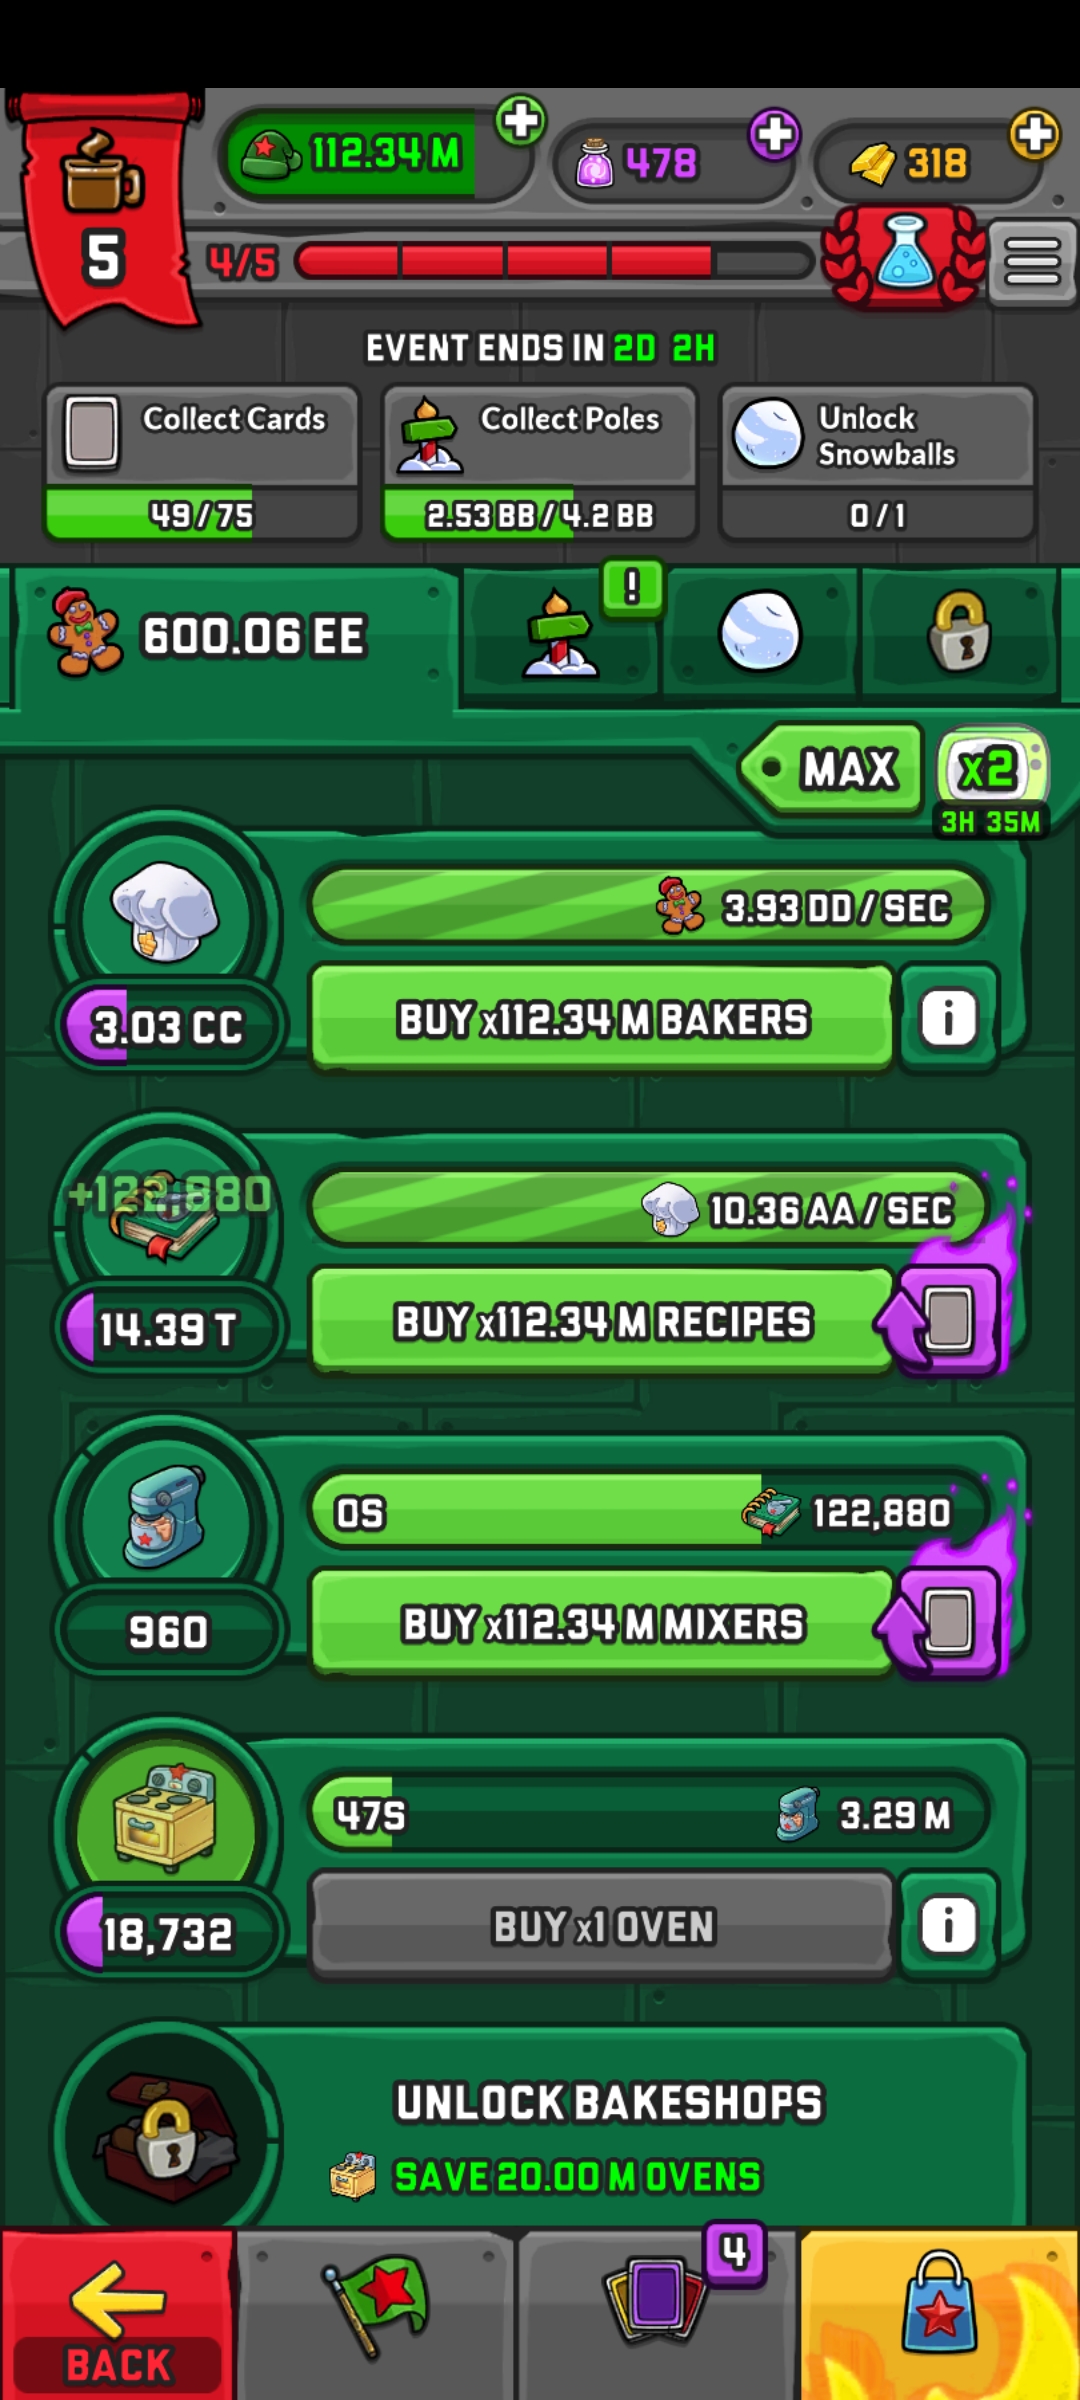 112.34 M
478
318
5
4/5
EVENT ENDS IN 2D 2H
Collect Cards
49/75
Collect Poles
2.53 BB/4.2 BB
Unlock
Snowballs
0/1
600.06 EE
!
MAX
x2
3H 35M
3.93 DD/SEC
3.03 CC
BUY x112.34 M BAKERS
i
+122,880
10.36 AA/SEC
14.39 T
BUY x112.34 M RECIPES
0S
122,880
960
BUY x112.34 M MIXERS
47S
3.29 M
18,732
BUY x1 OVEN
i
UNLOCK BAKESHOPS
SAVE 20.00 M OVENS
BACK
4